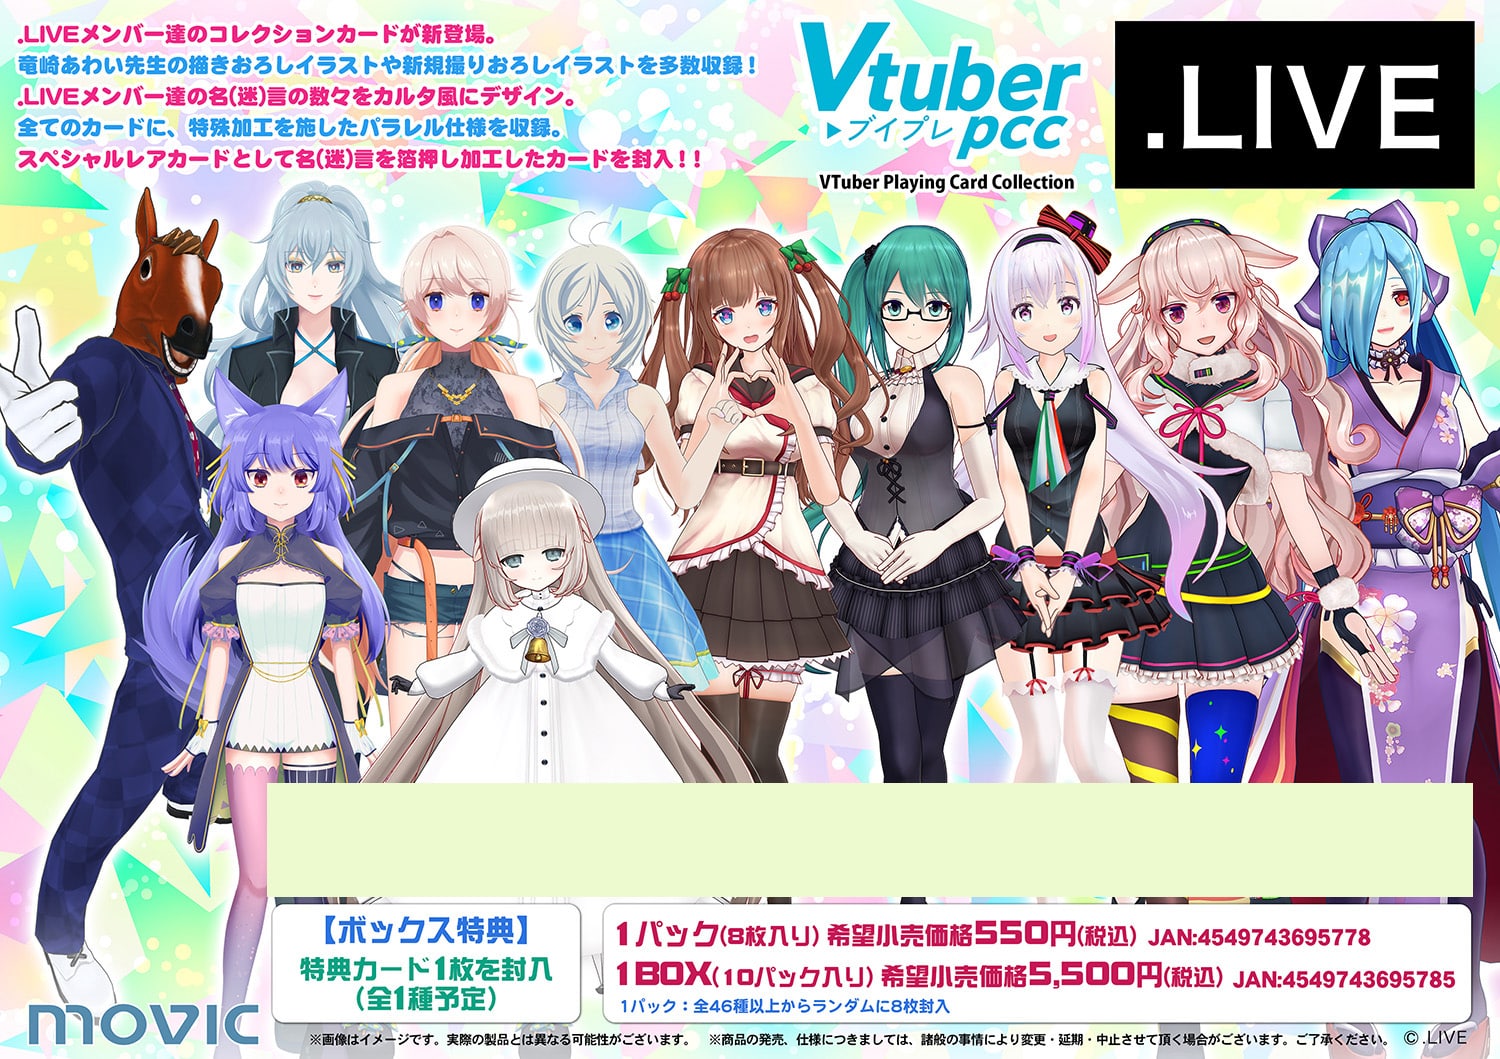 .LIVEメンバー達のコレクションカードが新登場。
竜崎あわい先生の描きおろしイラストや新規撮りおろしイラストを多数収録！
.LIVEメンバー達の名(迷)言の数々をカルタ風にデザイン。
全てのカードに、特殊加工を施したパラレル仕様を収録。
スペシャルレアカードとして名(迷)言を箔押し加工したカードを封入！！
Vtuber
▶ブイプレ pcc
VTuber Playing Card Collection
.LIVE
【ボックス特典】
特典カード1枚を封入
（全1種予定）
1パック(8枚入り) 希望小売価格550円(税込) JAN:4549743695778
1BOX(10パック入り) 希望小売価格5,500円(税込) JAN:4549743695785
1パック：全46種以上からランダムに8枚封入
movic
※画像はイメージです。実際の製品とは異なる可能性がございます。 ※商品の発売、仕様につきましては、諸般の事情により変更・延期・中止させて頂く場合がございます。ご了承ください。 ©.LIVE